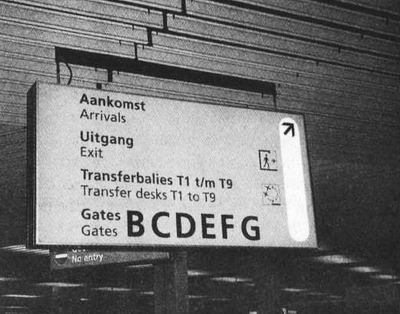 Aankomst
Arrivals
Uitgang
Exit
Transferbalies T1 t/m T9
Transfer desks T1 to T9
Gates BCDEFG
Gates
No entry